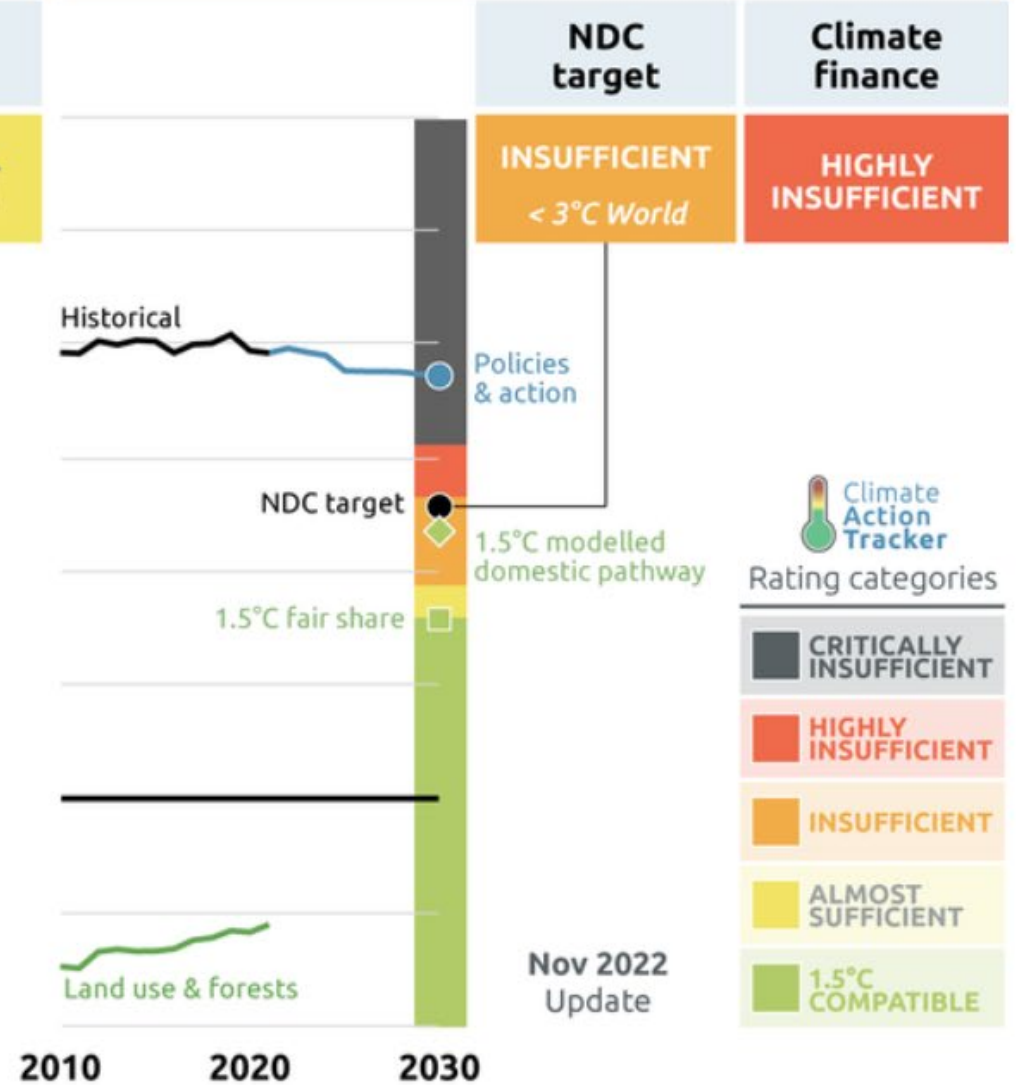 NDC
target
Climate
finance
INSUFFICIENT
< 3°C World
HIGHLY
INSUFFICIENT
Historical
Policies
& action
NDC target
1.5°C modelled
domestic pathway
1.5°C fair share
Land use & forests
2010 2020 2030
Nov 2022
Update
Climate
Action
Tracker
Rating categories
CRITICALLY
INSUFFICIENT
HIGHLY
INSUFFICIENT
INSUFFICIENT
ALMOST
SUFFICIENT
1.5°C
COMPATIBLE